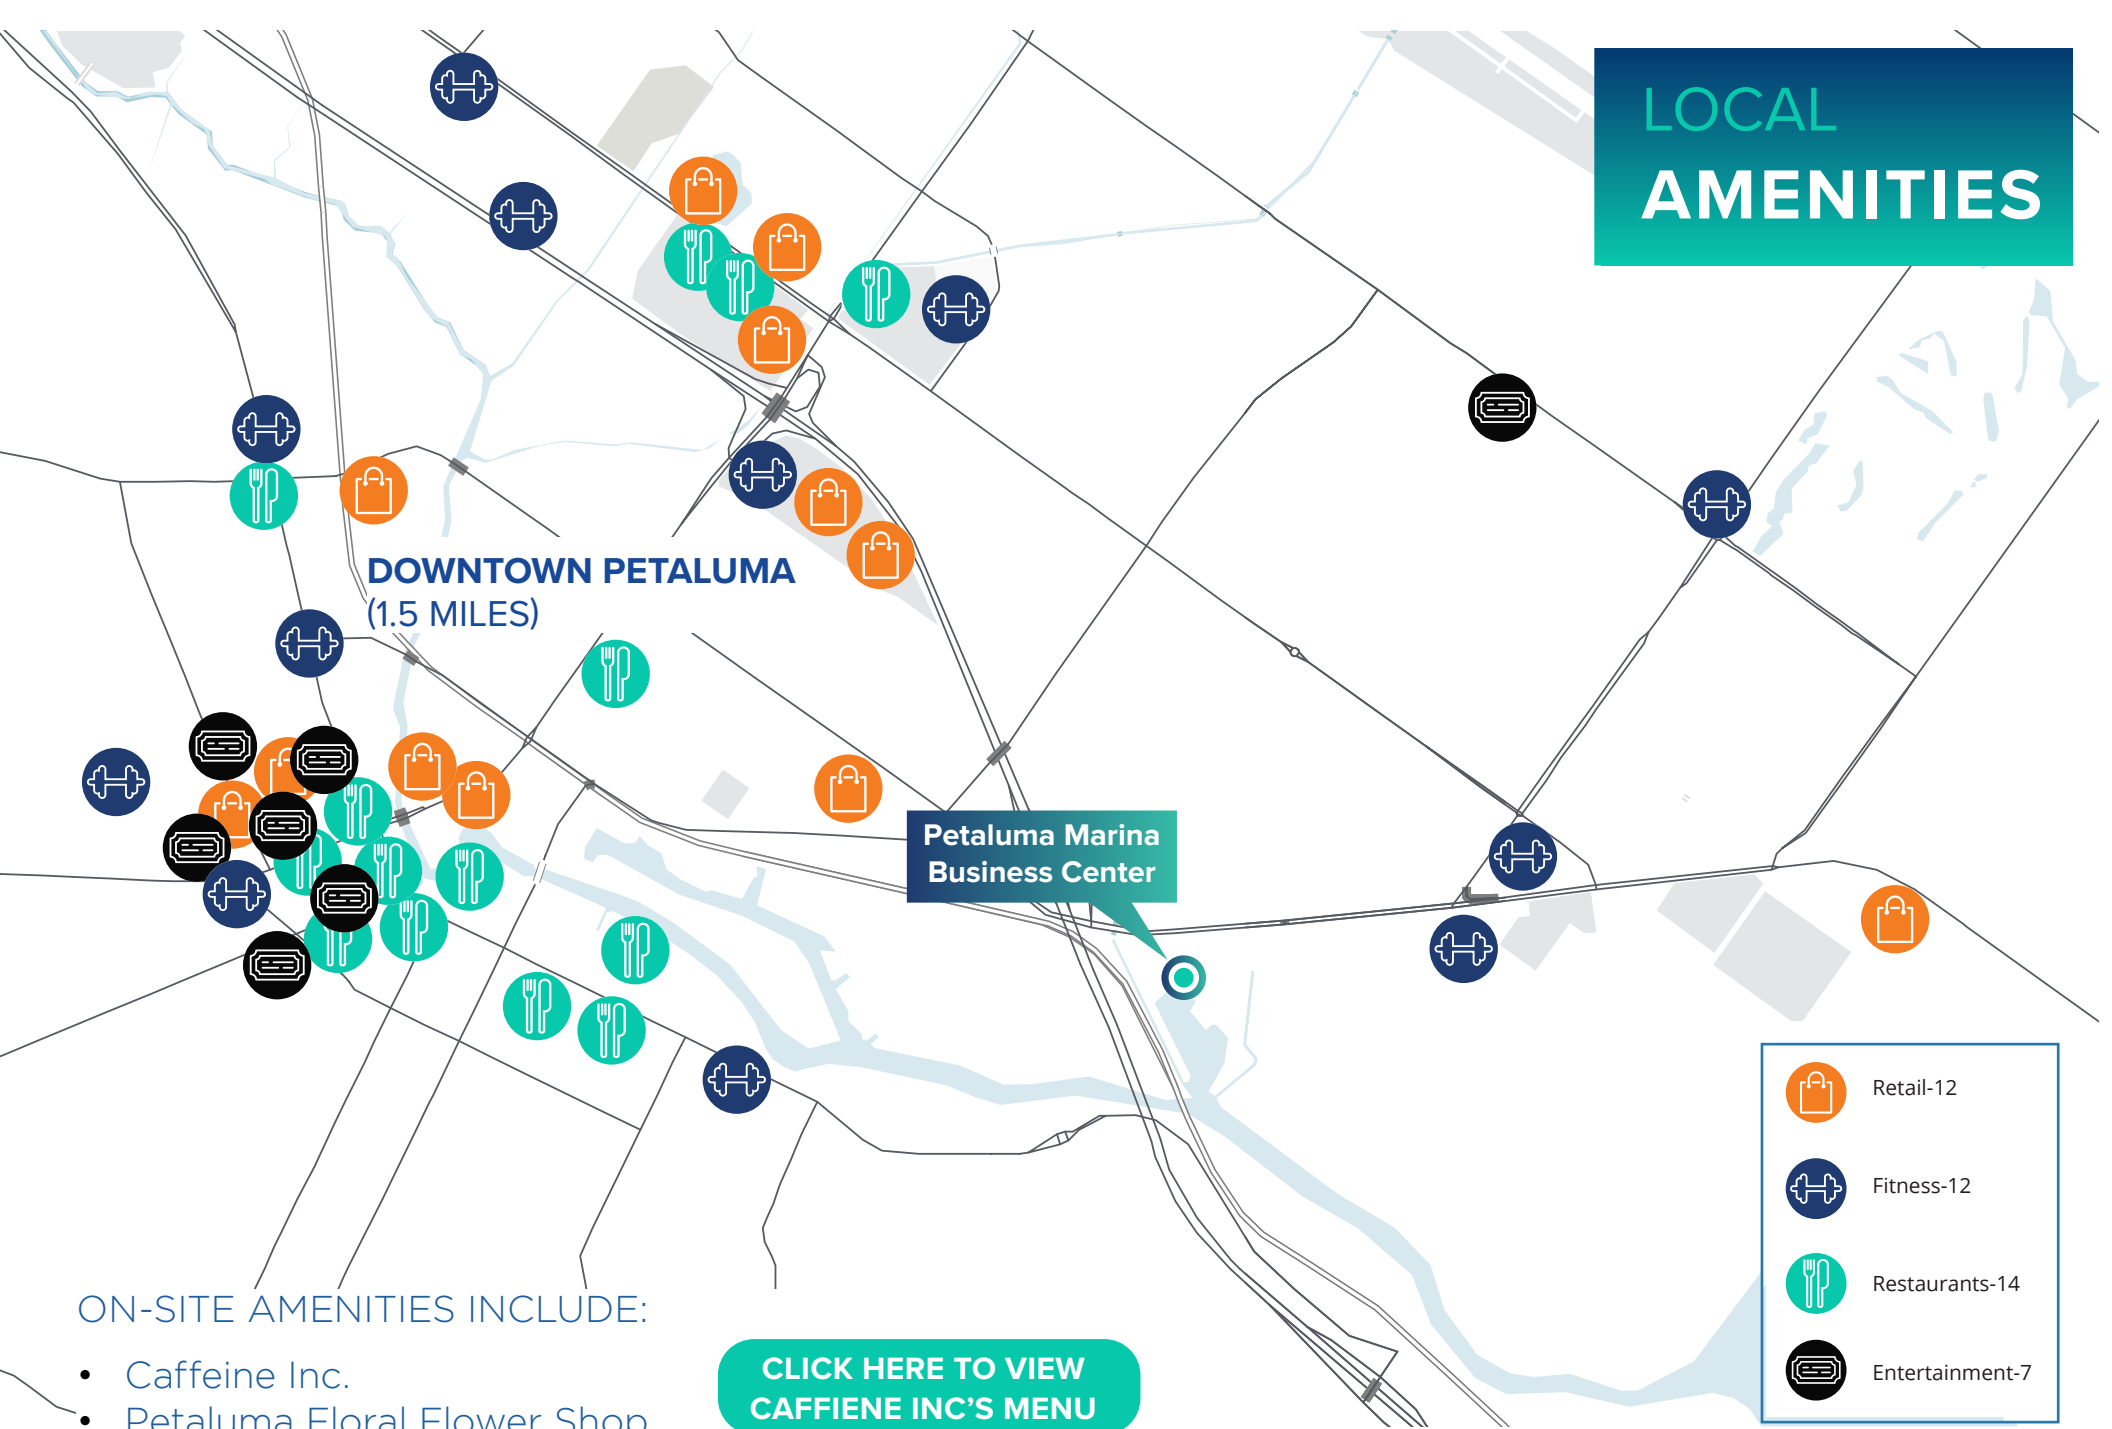 LOCAL
AMENITIES
DOWNTOWN PETALUMA
(1.5 MILES)
Petaluma Marina
Business Center
Retail-12
Fitness-12
Restaurants-14
Entertainment-7
ON-SITE AMENITIES INCLUDE:
• Caffeine Inc.
• Petaluma Floral Flower Shop
CLICK HERE TO VIEW
CAFFIENE INC'S MENU